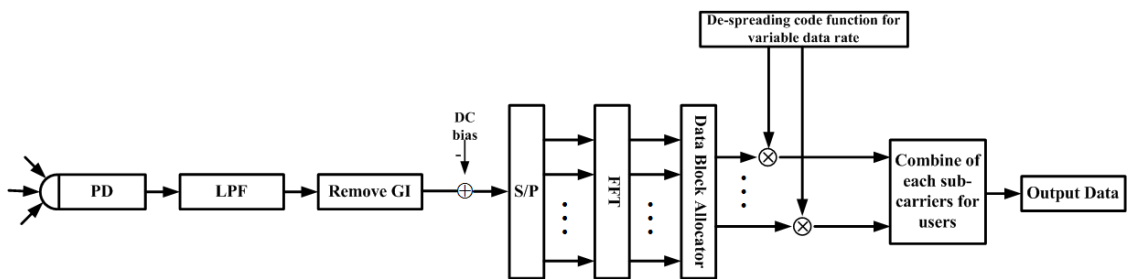 De-spreading code function for
variable data rate
DC
bias
-
PD
LPF
Remove GI
S/P
FFT
Data Block Allocator
Combine of
each sub-
carriers for
users
Output Data